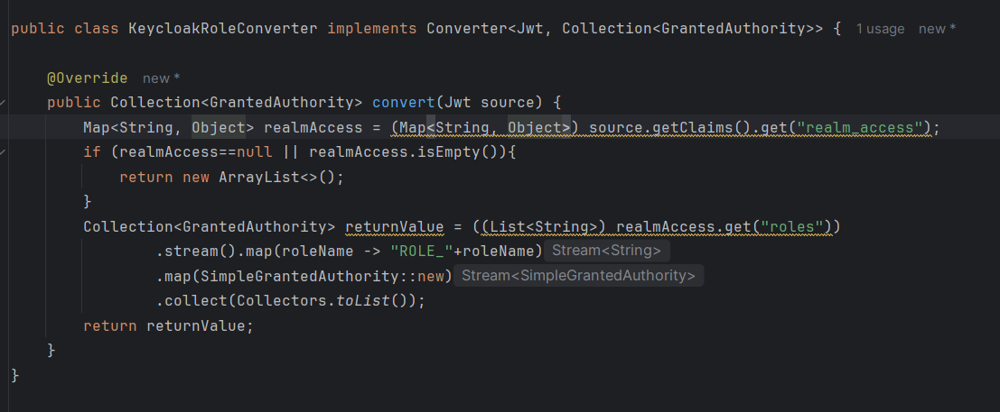 public class KeycloakRoleConverter implements Converter<Jwt, Collection<GrantedAuthority>> { 1 usage new *
@Override new *
public Collection<GrantedAuthority> convert(Jwt source) {
Map<String, Object> realmAccess = (Map<String, Object>) source.getClaims().get("realm_access");
if (realmAccess==null || realmAccess.isEmpty()){
return new ArrayList<>();
}
Collection<GrantedAuthority> returnValue = ((List<String>) realmAccess.get("roles"))
.stream().map(roleName -> "ROLE_"+roleName) Stream<String>
.map(SimpleGrantedAuthority::new) Stream<SimpleGrantedAuthority>
.collect(Collectors.toList());
return returnValue;
}
}